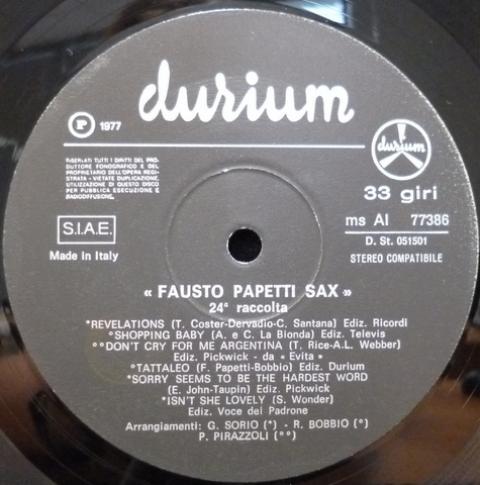 durium
P 1977
RISERVATI TUTTI I DIRITTI DEL PRO-
DUTTORE FONOGRAFICO E DEL
PROPRIETARIO DELL'OPERA REGI-
STRATA - VIETATE DUPLICAZIONE,
UTILIZZAZIONE DI QUESTO DISCO
PER PUBBLICA ESECUZIONE E
RADIODIFFUSIONE.
durium
33 giri
ms AI 77386
S.I.A.E.
D. St. 051501
Made in Italy
STEREO COMPATIBILE
« FAUSTO PAPETTI SAX »
24ª raccolta
*REVELATIONS (T. Coster-Dervadio-C. Santana) Ediz. Ricordi
°SHOPPING BABY (A. e C. La Bionda) Ediz. Televis
°°DON'T CRY FOR ME ARGENTINA (T. Rice-A.L. Webber)
Ediz. Pickwick - da « Evita »
°TATTALEO (F. Papetti-Bobbio) Ediz. Durium
*SORRY SEEMS TO BE THE HARDEST WORD
(E. John-Taupin) Ediz. Pickwick
*ISN'T SHE LOVELY (S. Wonder)
Ediz. Voce del Padrone
Arrangiamenti: G. SORIO (*) - R. BOBBIO (°)
P. PIRAZZOLI (°°)